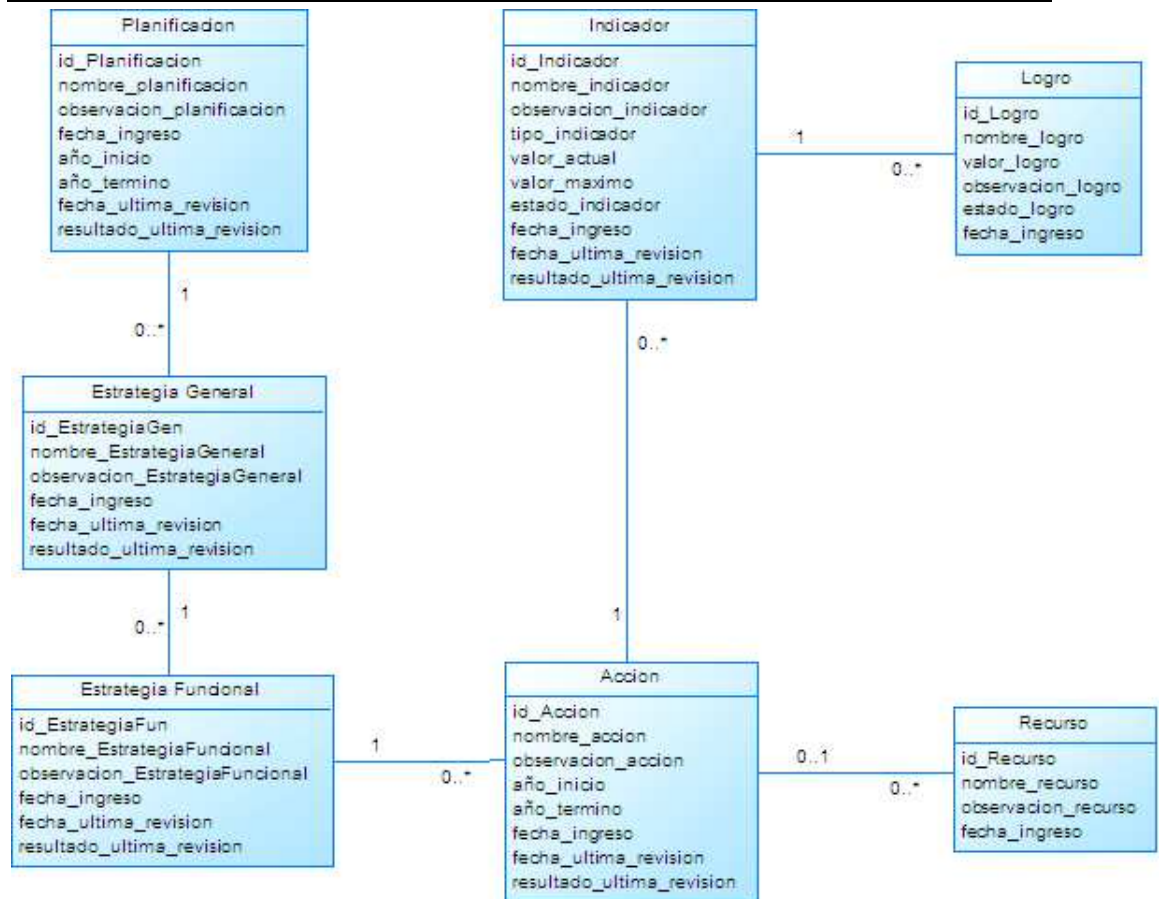 Planificacion
id_Planificacion
nombre_planificacion
observacion_planificacion
fecha_ingreso
año_inicio
año_termino
fecha_ultima_revision
resultado_ultima_revision
1
0..*
Estrategia General
id_EstrategiaGen
nombre_EstrategiaGeneral
observacion_EstrategiaGeneral
fecha_ingreso
fecha_ultima_revision
resultado_ultima_revision
1
0..*
Estrategia Funcional
id_EstrategiaFun
nombre_EstrategiaFuncional
observacion_EstrategiaFuncional
fecha_ingreso
fecha_ultima_revision
resultado_ultima_revision
1
0..*
Indicador
id_Indicador
nombre_indicador
observacion_indicador
tipo_indicador
valor_actual
valor_maximo
estado_indicador
fecha_ingreso
fecha_ultima_revision
resultado_ultima_revision
1
0..*
Logro
id_Logro
nombre_logro
valor_logro
observacion_logro
estado_logro
fecha_ingreso
0..*
1
Accion
id_Accion
nombre_accion
observacion_accion
año_inicio
año_termino
fecha_ingreso
fecha_ultima_revision
resultado_ultima_revision
0..1
0..*
Recurso
id_Recurso
nombre_recurso
observacion_recurso
fecha_ingreso